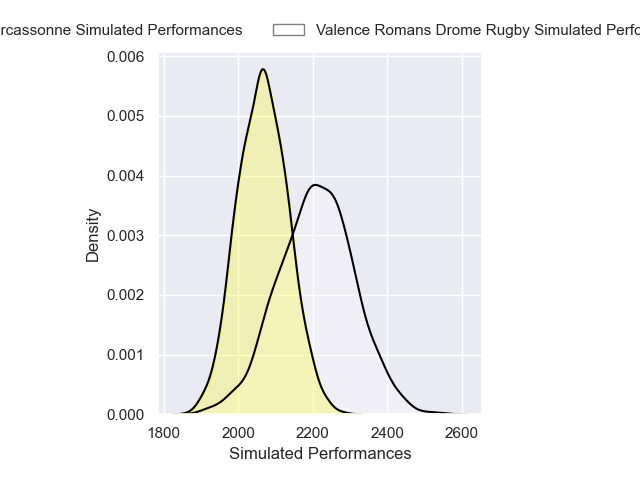 rcassonne Simulated Performances
Valence Romans Drome Rugby Simulated Perfo
0.006
0.005
0.004
0.003
0.002
0.001
0.000
Density
1800 2000 2200 2400 2600
Simulated Performances